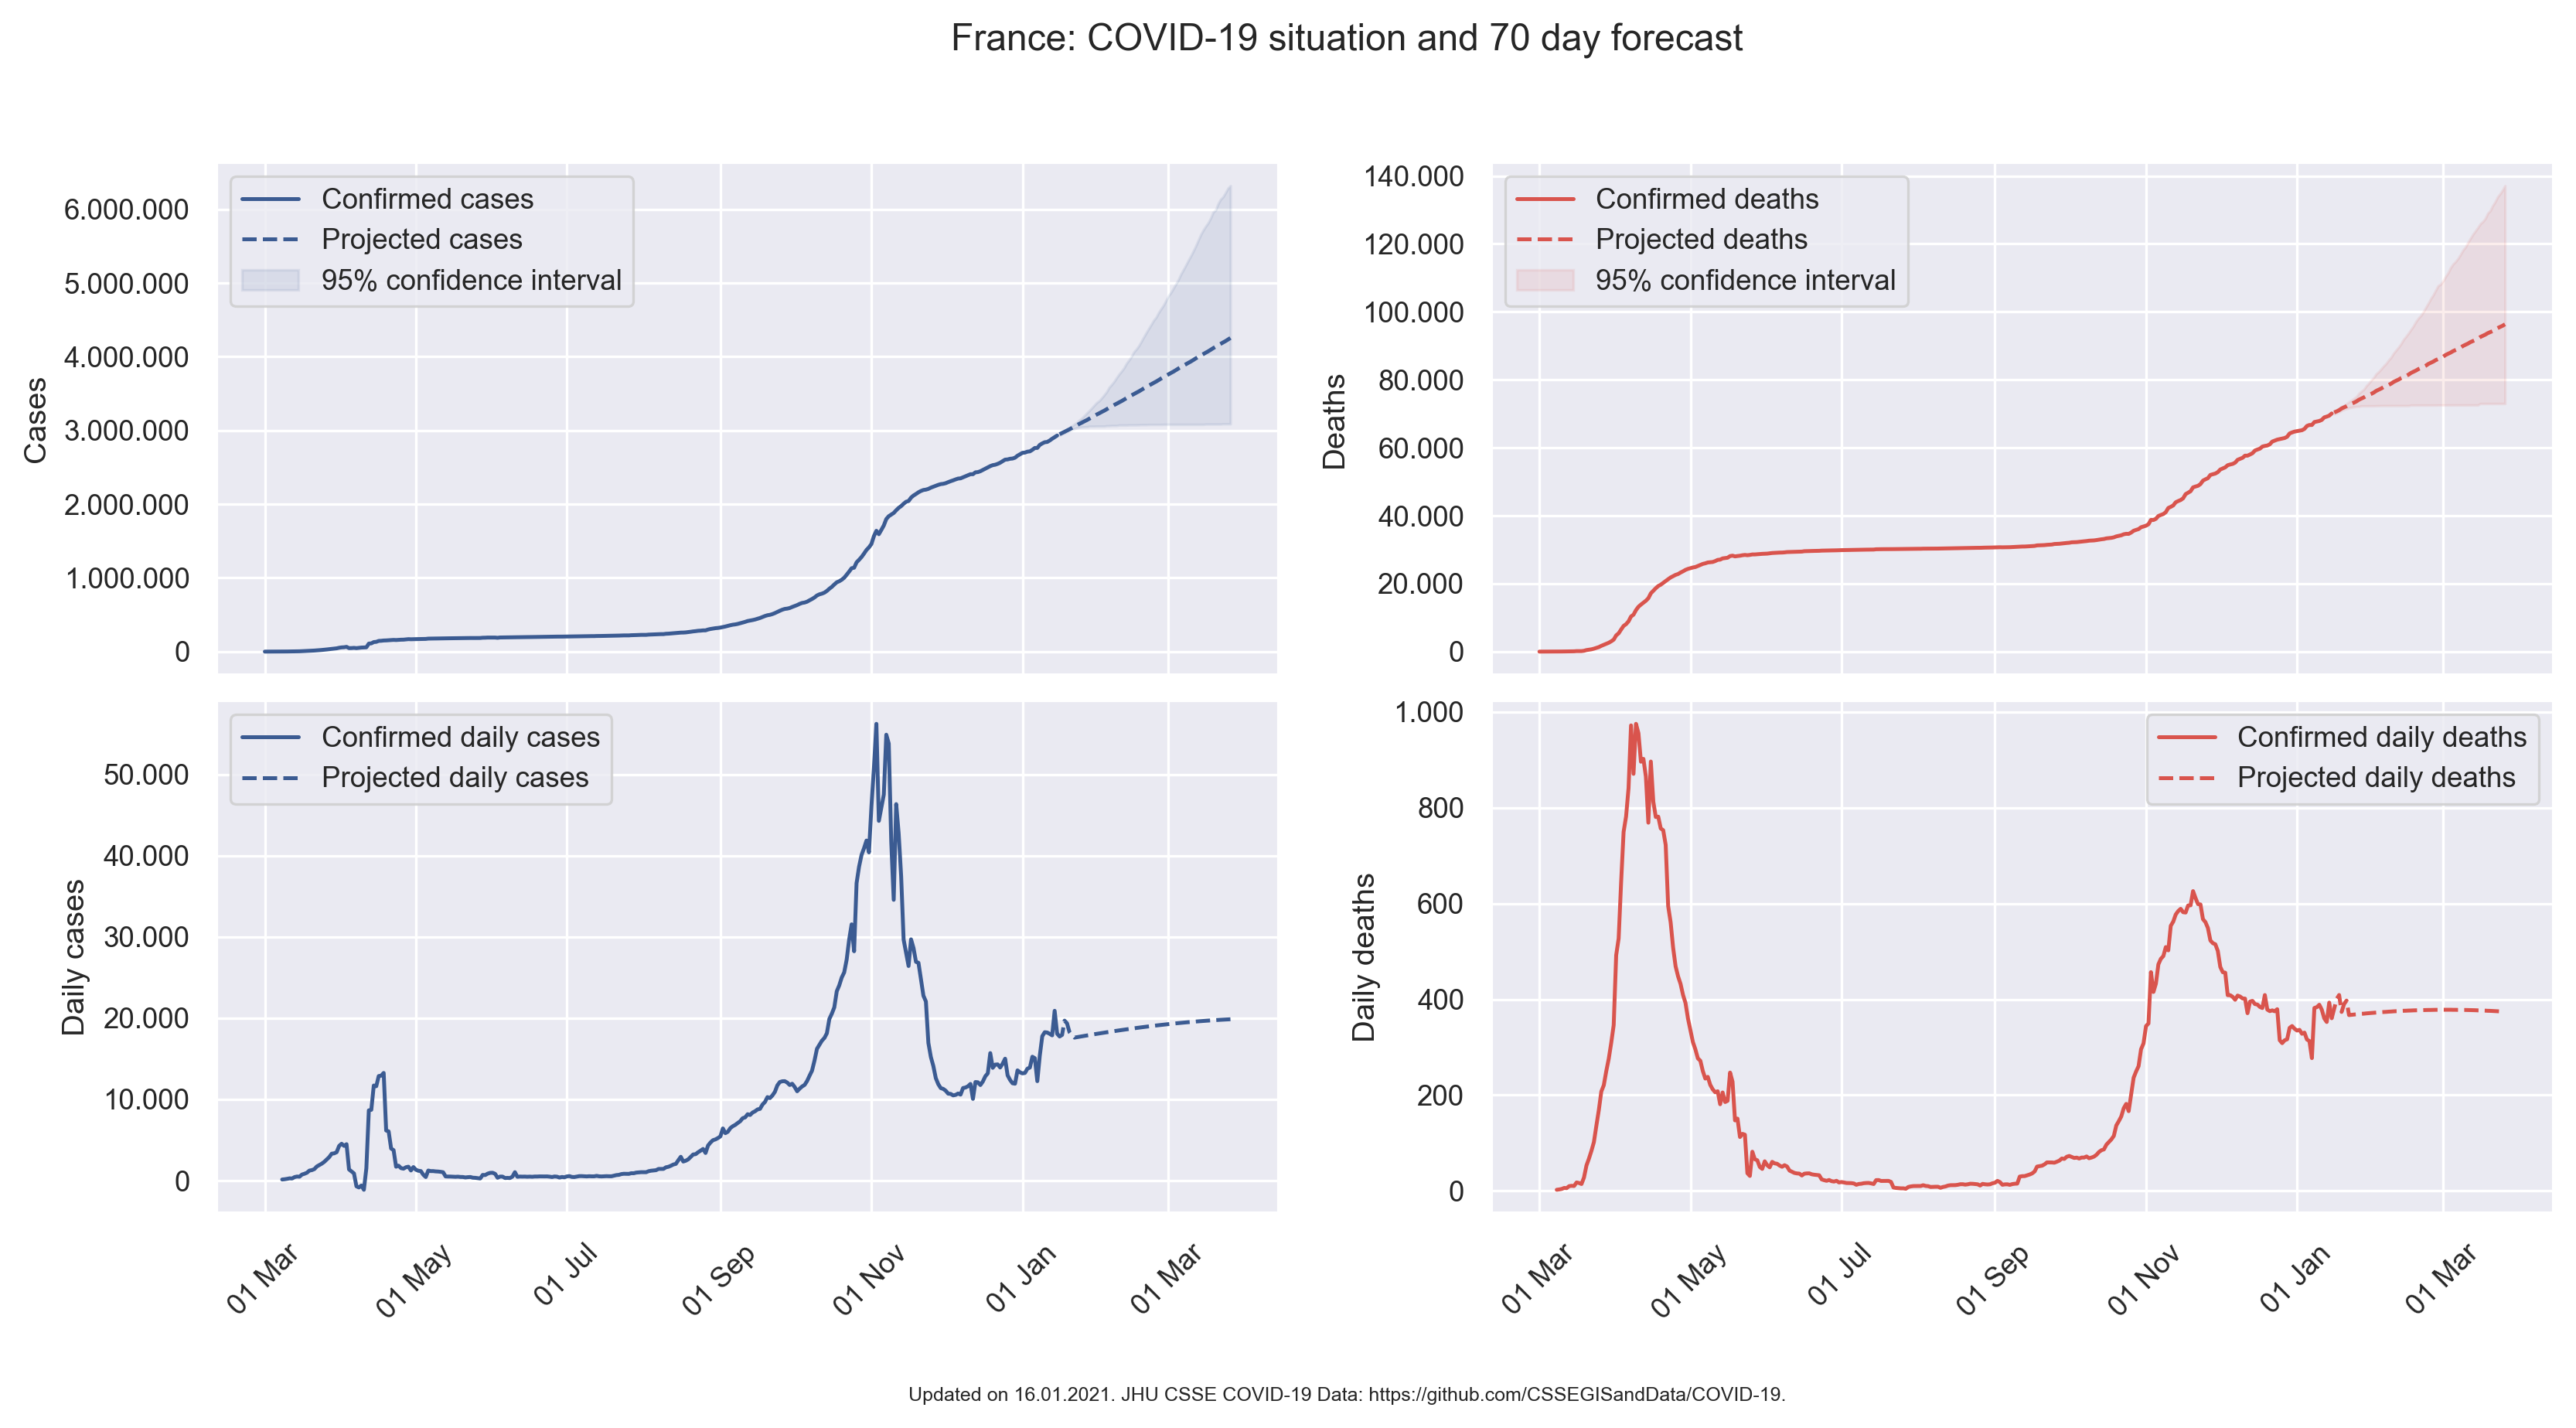 France: COVID-19 situation and 70 day forecast
Confirmed cases
Projected cases
95% confidence interval
Cases
6.000.000
5.000.000
4.000.000
3.000.000
2.000.000
1.000.000
0
Confirmed deaths
Projected deaths
95% confidence interval
Deaths
140.000
120.000
100.000
80.000
60.000
40.000
20.000
0
Confirmed daily cases
Projected daily cases
Daily cases
50.000
40.000
30.000
20.000
10.000
0
01 Mar
01 May
01 Jul
01 Sep
01 Nov
01 Jan
01 Mar
Confirmed daily deaths
Projected daily deaths
Daily deaths
1.000
800
600
400
200
0
01 Mar
01 May
01 Jul
01 Sep
01 Nov
01 Jan
01 Mar
Updated on 16.01.2021. JHU CSSE COVID-19 Data: https://github.com/CSSEGISandData/COVID-19.